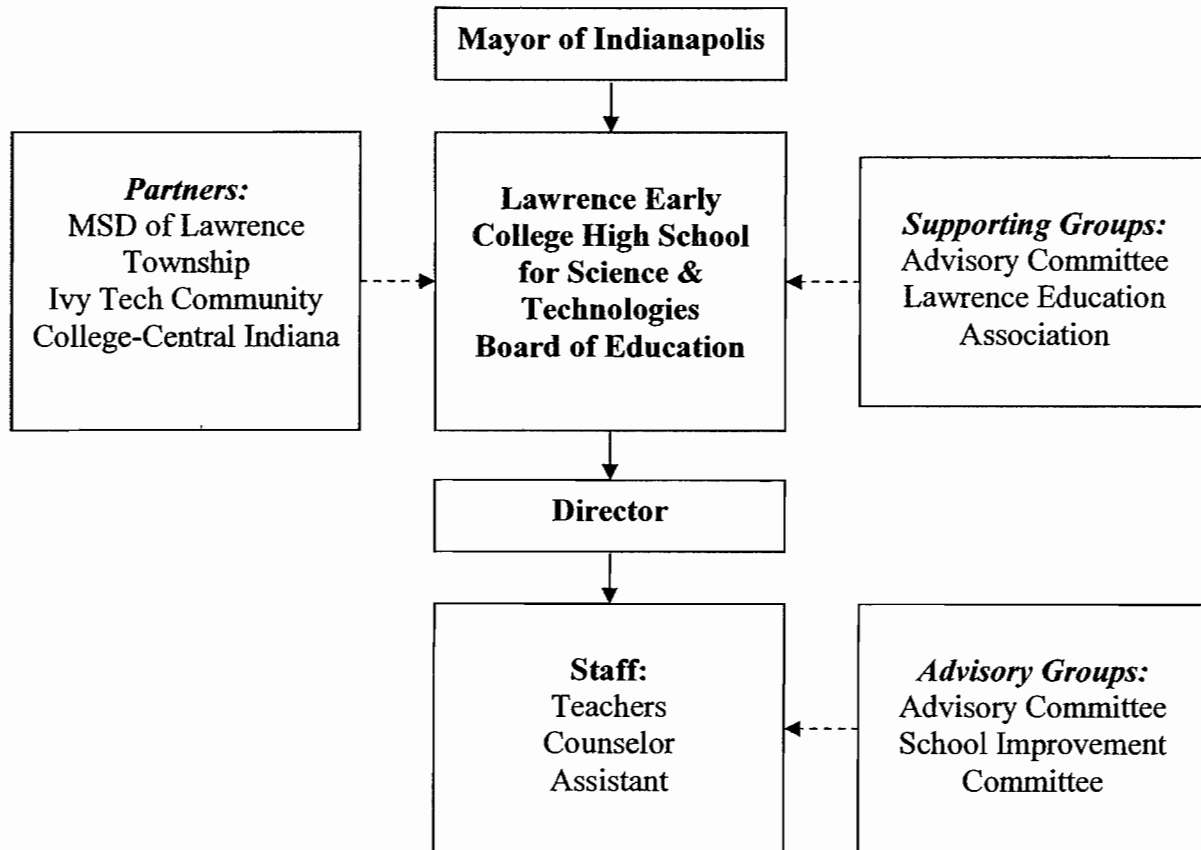 Mayor of Indianapolis
Partners:
MSD of Lawrence
Township
Ivy Tech Community
College-Central Indiana
Lawrence Early
College High School
for Science &
Technologies
Board of Education
Supporting Groups:
Advisory Committee
Lawrence Education
Association
Director
Staff:
Teachers
Counselor
Assistant
Advisory Groups:
Advisory Committee
School Improvement
Committee